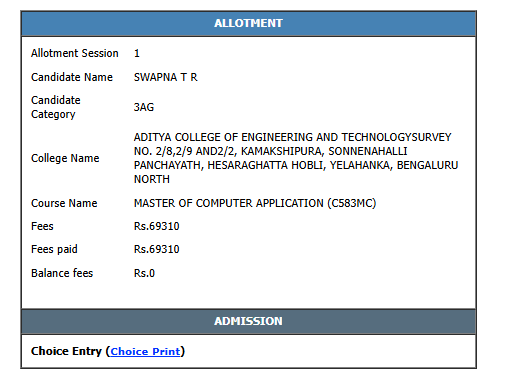 ALLOTMENT
Allotment Session 1
Candidate Name SWAPNA T R
Candidate
Category 3AG
College Name ADITYA COLLEGE OF ENGINEERING AND TECHNOLOGYSURVEY
NO. 2/8,2/9 AND2/2, KAMAKSHIPURA, SONNENAHALLI
PANCHAYATH, HESARAGHATTA HOBLI, YELAHANKA, BENGALURU
NORTH
Course Name MASTER OF COMPUTER APPLICATION (C583MC)
Fees Rs.69310
Fees paid Rs.69310
Balance fees Rs.0
ADMISSION
Choice Entry (Choice Print)